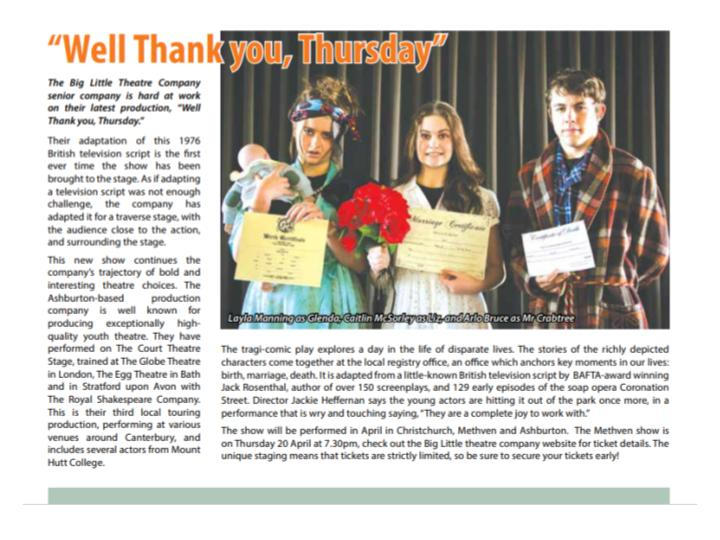 “Well Thank you, Thursday”
The Big Little Theatre Company
senior company is hard at work
on their latest production, “Well
Thank you, Thursday.”
Their adaptation of this 1976
British television script is the first
ever time the show has been
brought to the stage. As if adapting
a television script was not enough
challenge, the company has
adapted it for a traverse stage, with
the audience close to the action,
and surrounding the stage.
This new show continues the
company’s trajectory of bold and
interesting theatre choices. The
Ashburton-based production
company is well known for
producing exceptionally high-
quality youth theatre. They have
performed on The Court Theatre
Stage, trained at The Globe Theatre
in London, The Egg Theatre in Bath
and in Stratford upon Avon with
The Royal Shakespeare Company.
This is their third local touring
production, performing at various
venues around Canterbury, and
includes several actors from Mount
Hutt College.
Birth Certificate
Marriage Certificate
Certificate of Death
Layla Manning as Glenda, Caitlin McSorley as Liz, and Arlo Bruce as Mr Crabtree
The tragi-comic play explores a day in the life of disparate lives. The stories of the richly depicted
characters come together at the local registry office, an office which anchors key moments in our lives:
birth, marriage, death. It is adapted from a little-known British television script by BAFTA-award winning
Jack Rosenthal, author of over 150 screenplays, and 129 early episodes of the soap opera Coronation
Street. Director Jackie Heffernan says the young actors are hitting it out of the park once more, in a
performance that is wry and touching saying, “They are a complete joy to work with.”
The show will be performed in April in Christchurch, Methven and Ashburton. The Methven show is
on Thursday 20 April at 7.30pm, check out the Big Little theatre company website for ticket details. The
unique staging means that tickets are strictly limited, so be sure to secure your tickets early!